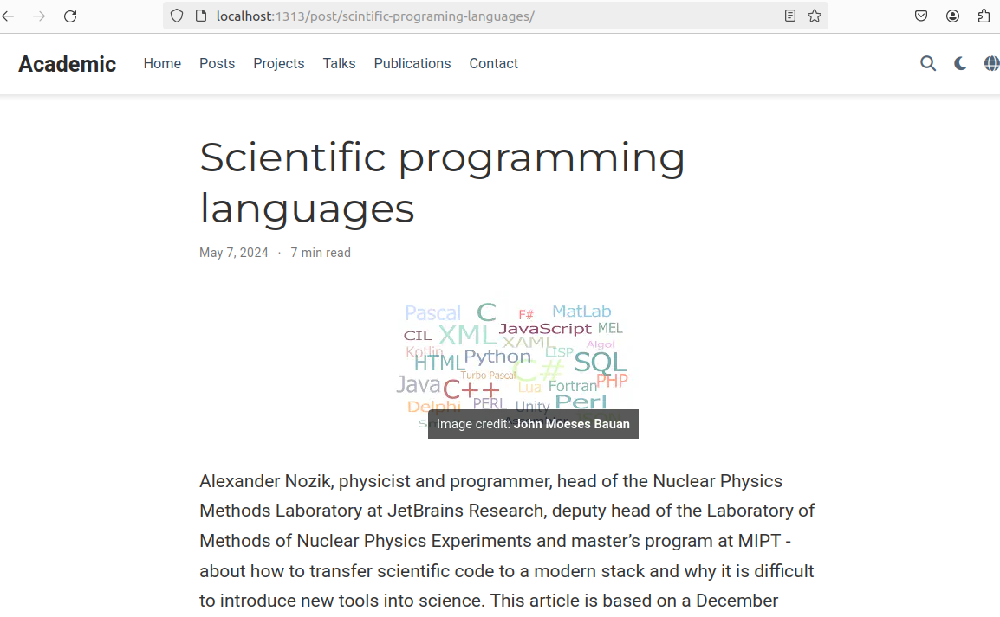 localhost:1313/post/scintific-programing-languages/
Academic Home Posts Projects Talks Publications Contact
Scientific programming
languages
May 7, 2024 · 7 min read
Pascal C F# MatLab
CIL XML JavaScript MEL
Kotlin XAML Algol
HTML Python LISP SQL
Turbo Pascal C# PHP
Java C++ Lua Fortran
Delphi PERL Unity Perl
Image credit: John Moeses Bauan
Alexander Nozik, physicist and programmer, head of the Nuclear Physics
Methods Laboratory at JetBrains Research, deputy head of the Laboratory of
Methods of Nuclear Physics Experiments and master’s program at MIPT -
about how to transfer scientific code to a modern stack and why it is difficult
to introduce new tools into science. This article is based on a December